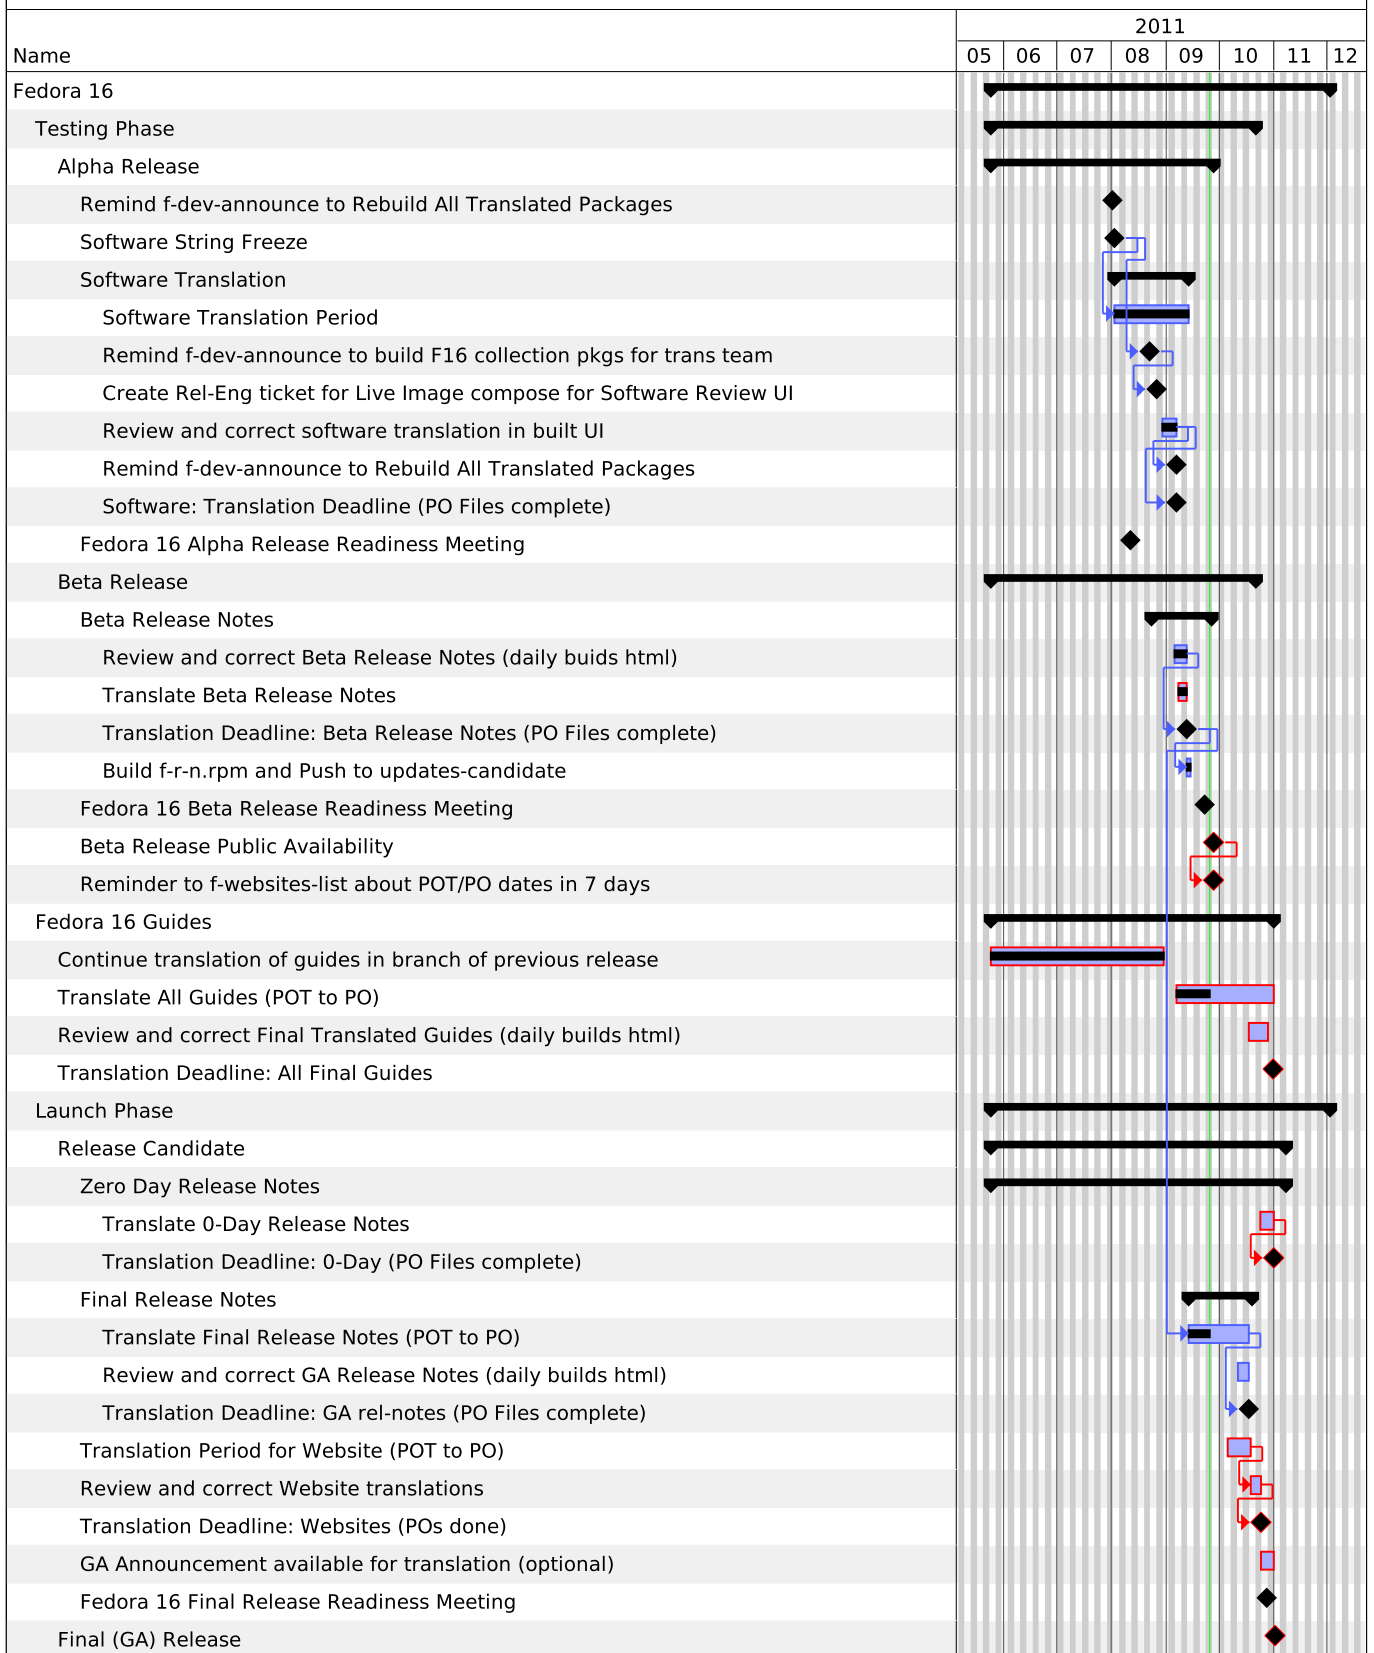 2011
Name
05 06 07 08 09 10 11 12
Fedora 16
Testing Phase
Alpha Release
Remind f-dev-announce to Rebuild All Translated Packages
Software String Freeze
Software Translation
Software Translation Period
Remind f-dev-announce to build F16 collection pkgs for trans team
Create Rel-Eng ticket for Live Image compose for Software Review UI
Review and correct software translation in built UI
Remind f-dev-announce to Rebuild All Translated Packages
Software: Translation Deadline (PO Files complete)
Fedora 16 Alpha Release Readiness Meeting
Beta Release
Beta Release Notes
Review and correct Beta Release Notes (daily buids html)
Translate Beta Release Notes
Translation Deadline: Beta Release Notes (PO Files complete)
Build f-r-n.rpm and Push to updates-candidate
Fedora 16 Beta Release Readiness Meeting
Beta Release Public Availability
Reminder to f-websites-list about POT/PO dates in 7 days
Fedora 16 Guides
Continue translation of guides in branch of previous release
Translate All Guides (POT to PO)
Review and correct Final Translated Guides (daily builds html)
Translation Deadline: All Final Guides
Launch Phase
Release Candidate
Zero Day Release Notes
Translate 0-Day Release Notes
Translation Deadline: 0-Day (PO Files complete)
Final Release Notes
Translate Final Release Notes (POT to PO)
Review and correct GA Release Notes (daily builds html)
Translation Deadline: GA rel-notes (PO Files complete)
Translation Period for Website (POT to PO)
Review and correct Website translations
Translation Deadline: Websites (POs done)
GA Announcement available for translation (optional)
Fedora 16 Final Release Readiness Meeting
Final (GA) Release